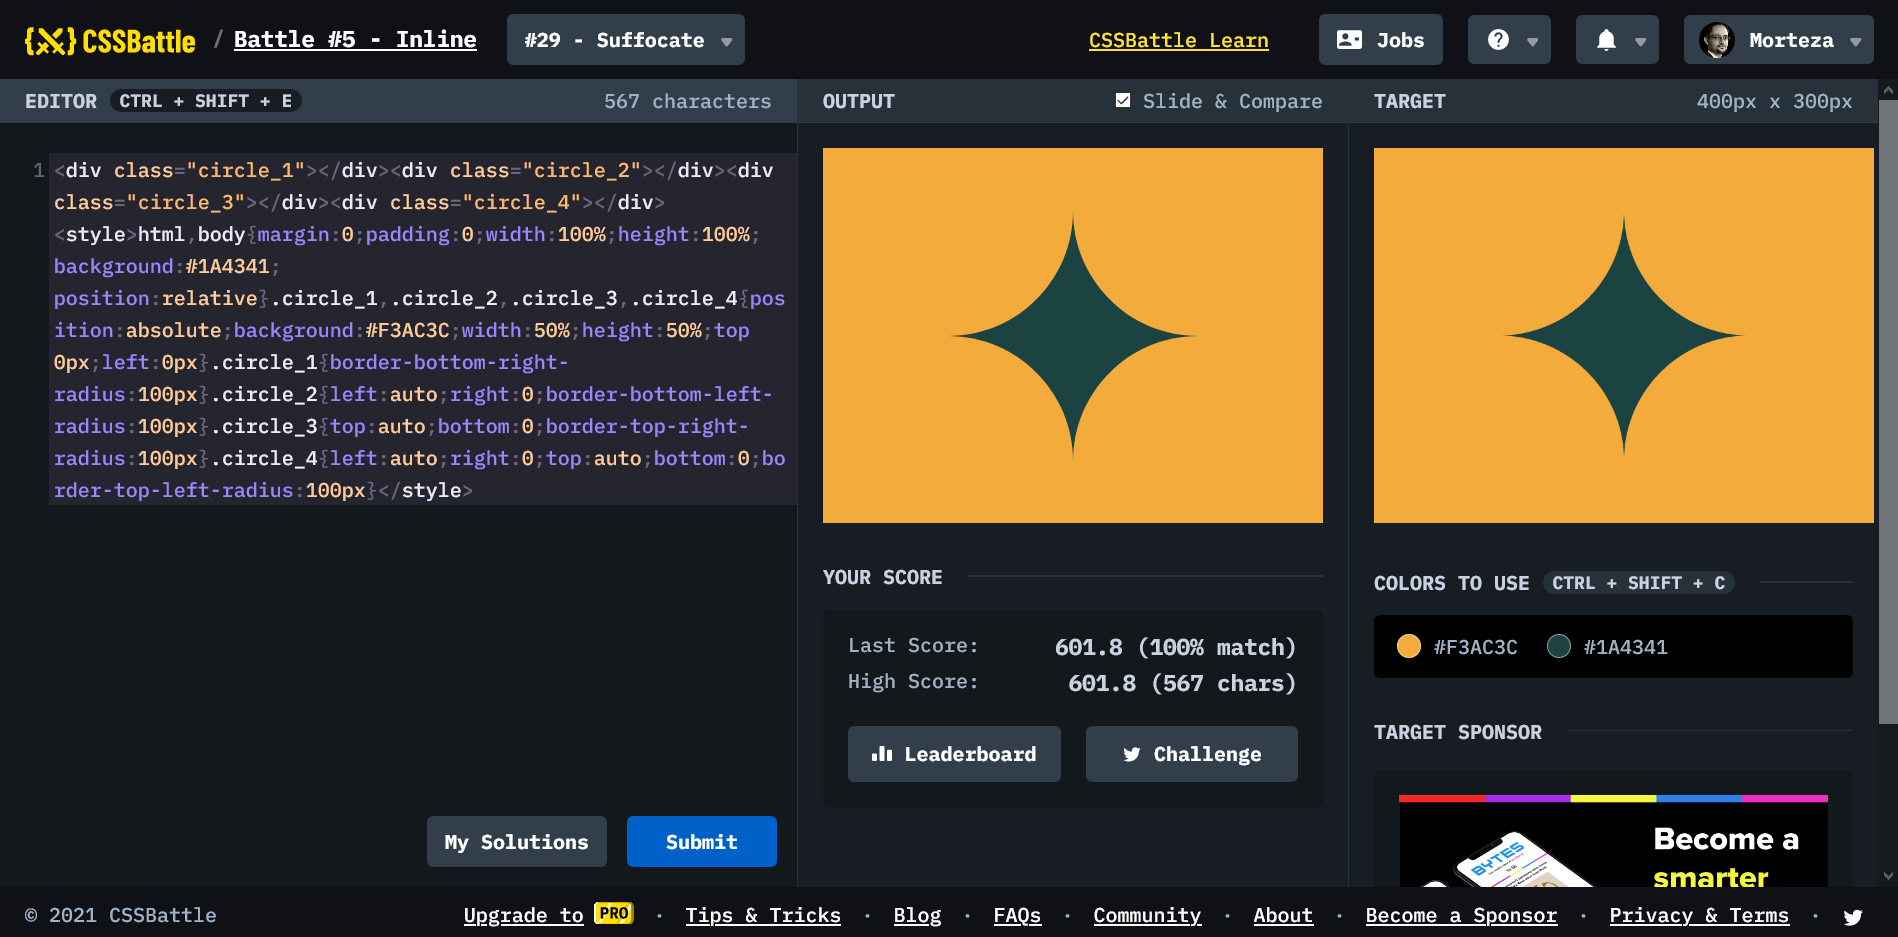 {X} CSSBattle / Battle #5 - Inline #29 - Suffocate CSSBattle Learn Jobs ? Morteza
EDITOR CTRL + SHIFT + E 567 characters OUTPUT Slide & Compare TARGET 400px x 300px
1 <div class="circle_1"></div><div class="circle_2"></div><div
class="circle_3"></div><div class="circle_4"></div>
<style>html,body{margin:0;padding:0;width:100%;height:100%;
background:#1A4341;
position:relative}.circle_1,.circle_2,.circle_3,.circle_4{pos
ition:absolute;background:#F3AC3C;width:50%;height:50%;top
0px;left:0px}.circle_1{border-bottom-right-
radius:100px}.circle_2{left:auto;right:0;border-bottom-left-
radius:100px}.circle_3{top:auto;bottom:0;border-top-right-
radius:100px}.circle_4{left:auto;right:0;top:auto;bottom:0;bo
rder-top-left-radius:100px}</style>
My Solutions Submit
YOUR SCORE
Last Score: 601.8 (100% match)
High Score: 601.8 (567 chars)
Leaderboard Challenge
COLORS TO USE CTRL + SHIFT + C
#F3AC3C #1A4341
TARGET SPONSOR
BYTES
Become a
smarter
© 2021 CSSBattle Upgrade to PRO · Tips & Tricks · Blog · FAQs · Community · About · Become a Sponsor · Privacy & Terms ·